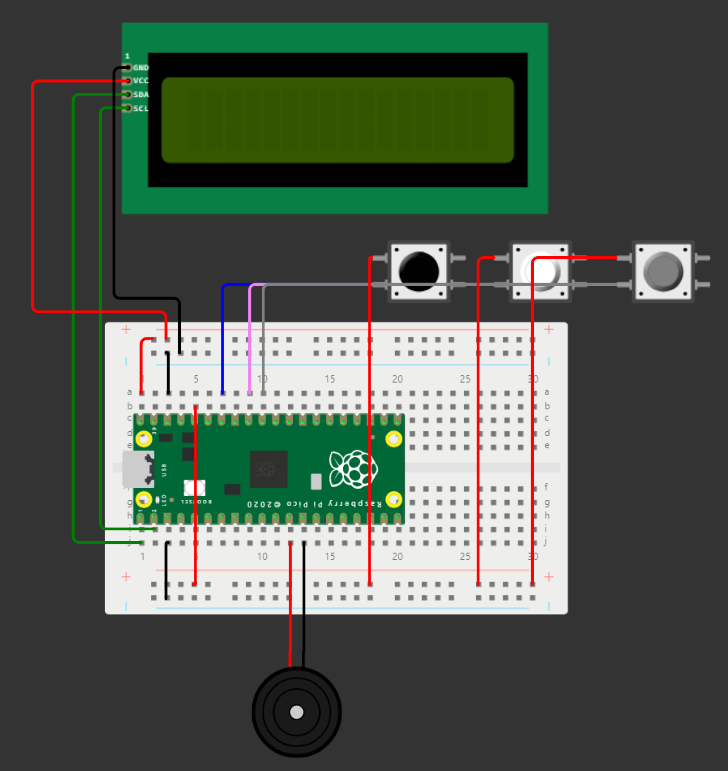 1
GND
VCC
SDA
SCL
+ +
5 10 15 20 30
a a
b b
c c
d d
e e
USB
BOOTSEL
LED
Raspberry Pi Pico ©2020
f f
g g
h h
i i
j j
1 5 10 15 20 25 30
+ +